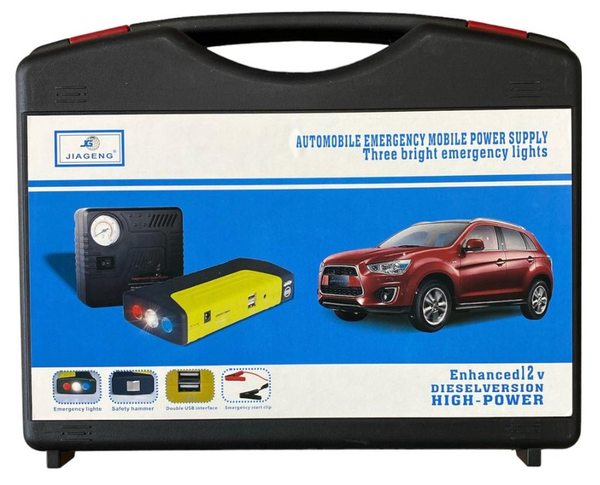 JG
JIAGENG®
AUTOMOBILE EMERGENCY MOBILE POWER SUPPLY
Three bright emergency lights
Enhanced12v
DIESELVERSION
HIGH-POWER
Emergency lights
Safety hammer
Double USB interface
Emergency start clip